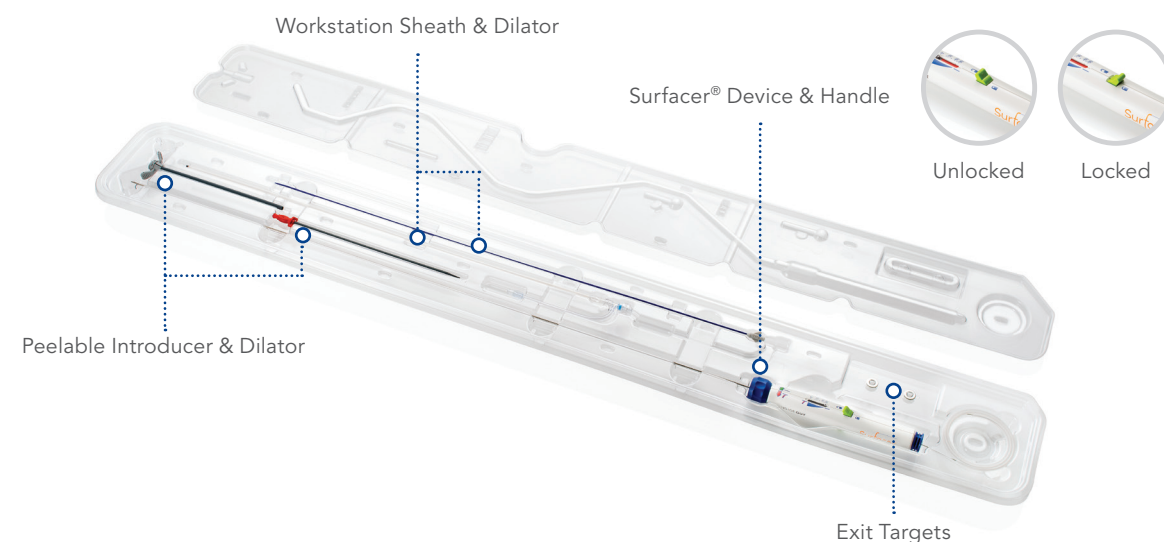 Workstation Sheath & Dilator
Surfacer® Device & Handle
Unlocked
Locked
Peelable Introducer & Dilator
Exit Targets